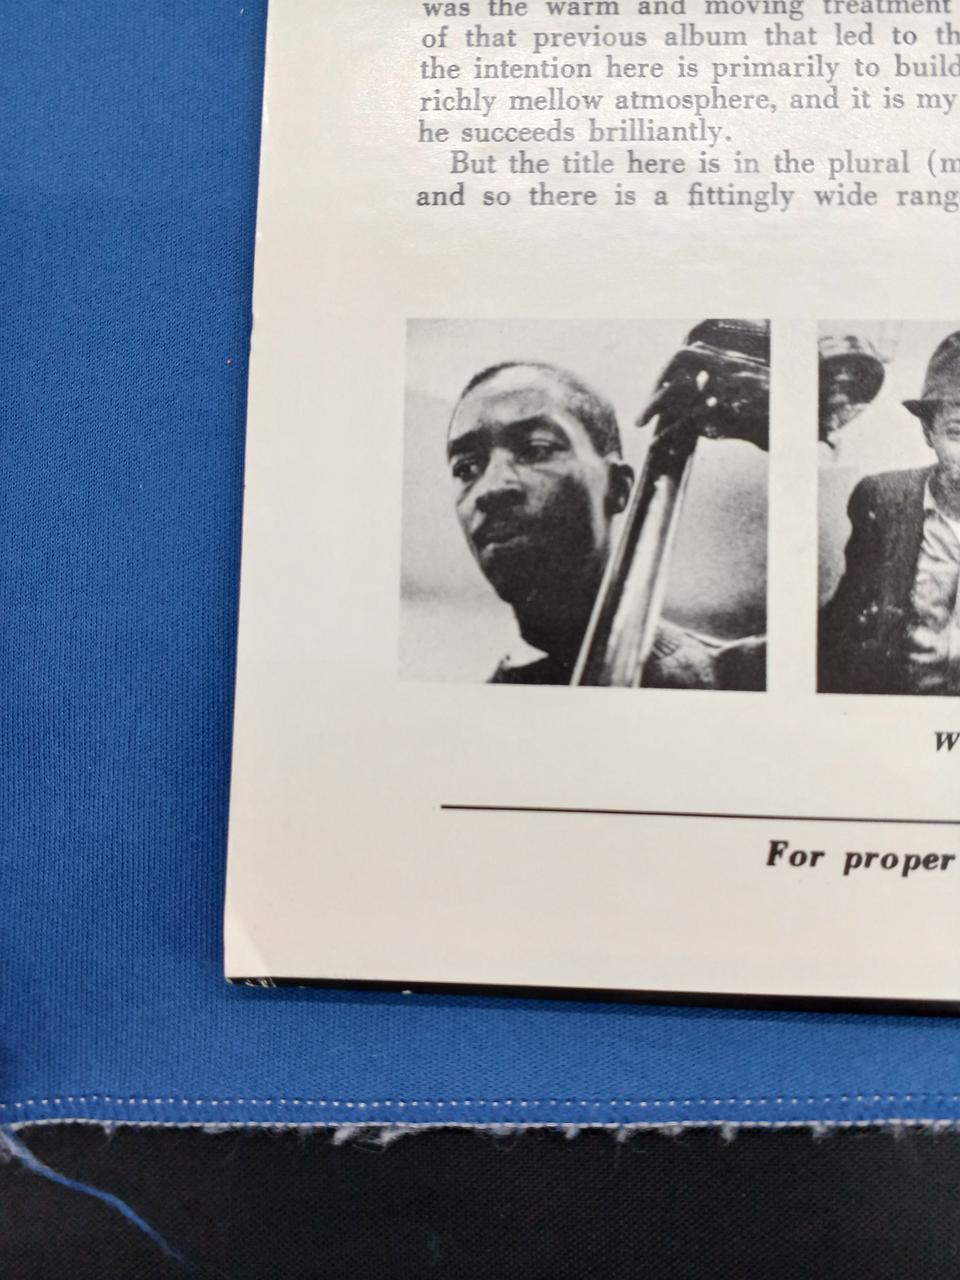 was the warm and moving treatment
of that previous album that led to th
the intention here is primarily to build
richly mellow atmosphere, and it is my
he succeeds brilliantly.
But the title here is in the plural (m
and so there is a fittingly wide rang
W
For proper